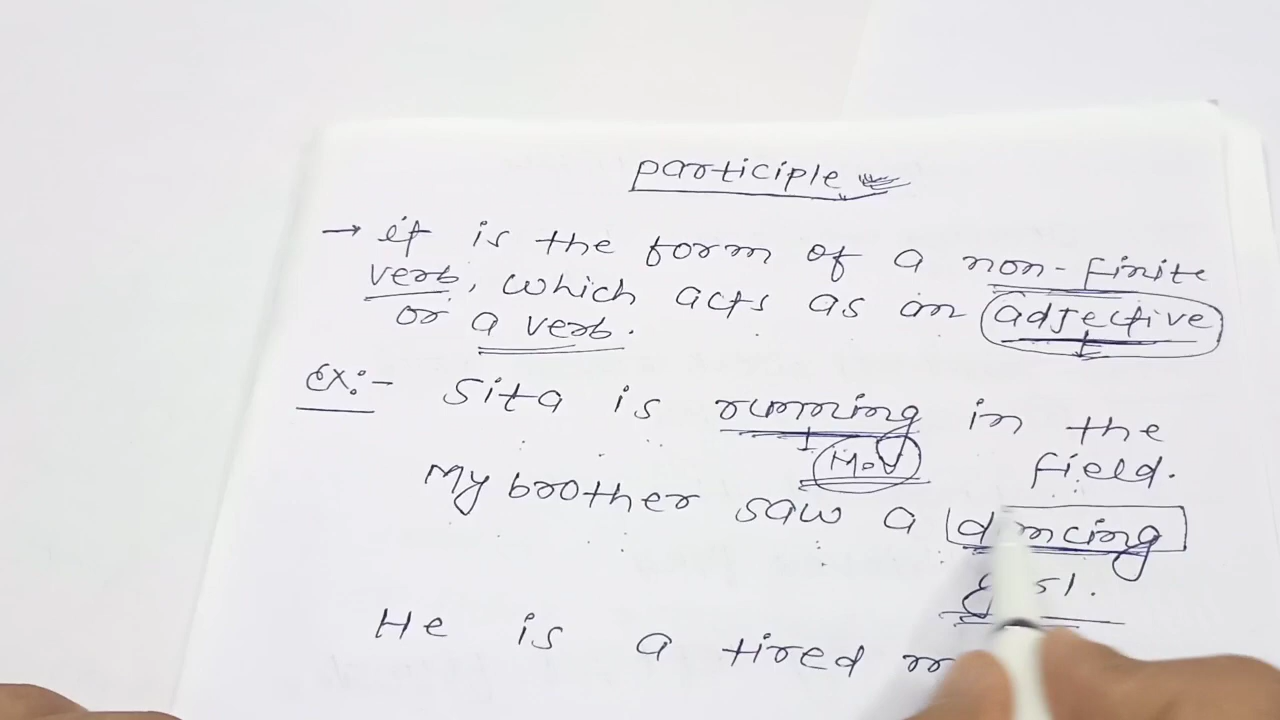 participle
→ it is the form of a non-finite
verb, which acts as an adjective
or a verb.
Ex:- Sita is running in the
field.
M.V
My brother saw a dancing
girl.
He is a tired